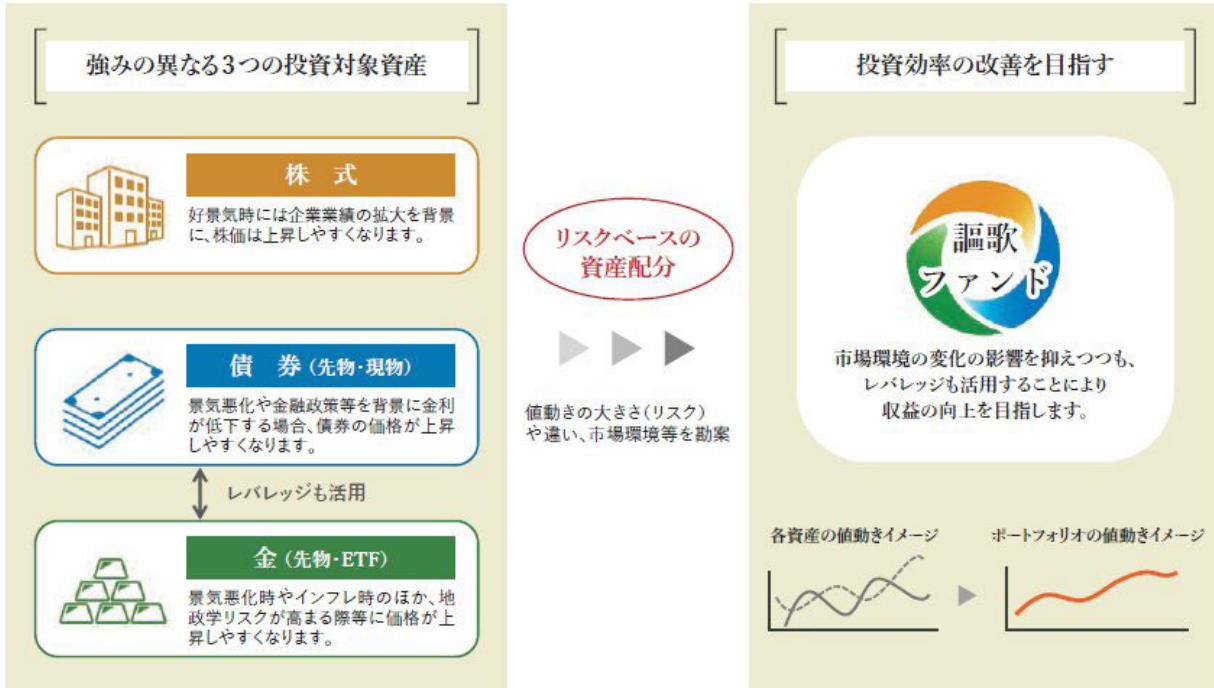 強みの異なる3つの投資対象資産
株 式
好景気時には企業業績の拡大を背景
に、株価は上昇しやすくなります。
債 券(先物・現物)
景気悪化や金融政策等を背景に金利
が低下する場合、債券の価格が上昇
しやすくなります。
レバレッジも活用
金(先物・ETF)
景気悪化時やインフレ時のほか、地
政学リスクが高まる際等に価格が上
昇しやすくなります。
リスクベースの
資産配分
値動きの大きさ(リスク)
や違い、市場環境等を勘案
投資効率の改善を目指す
謳歌
ファンド
市場環境の変化の影響を抑えつつも、
レバレッジも活用することにより
収益の向上を目指します。
各資産の値動きイメージ
ポートフォリオの値動きイメージ